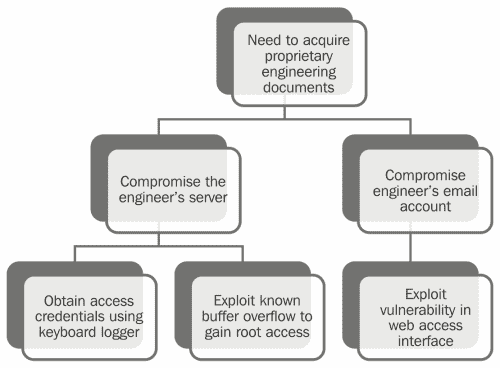 Need to acquire
proprietary
engineering
documents
Compromise the
engineer's server
Compromise
engineer's email
account
Obtain access
credentials using
keyboard logger
Exploit known
buffer overflow to
gain root access
Exploit
vulnerability in
web access
interface